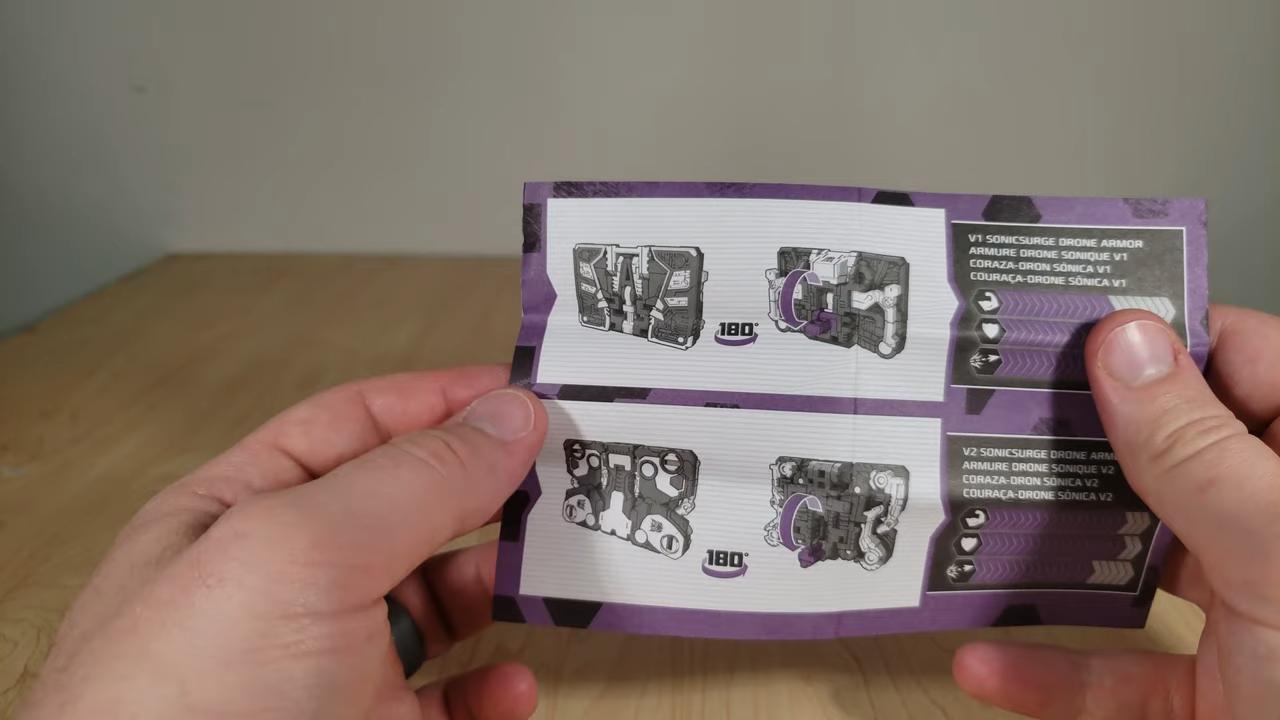 V1 SONICSURGE DRONE ARMOR
ARMURE DRONE SONIQUE V1
CORAZA-DRON SÓNICA V1
COURAÇA-DRONE SÔNICA V1
180°
V2 SONICSURGE DRONE
ARMURE DRONE SONIQUE V2
CORAZA-DRON SÓNICA V2
COURAÇA-DRONE SÔNICA V2
180°